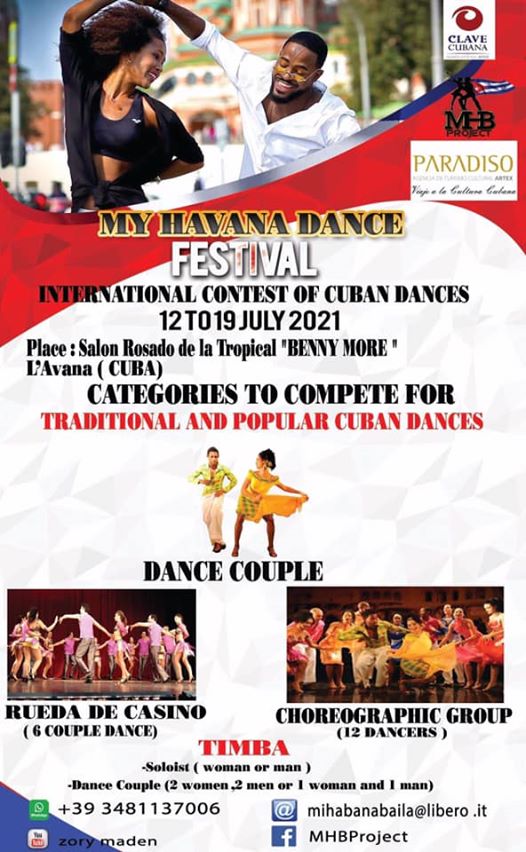 CLAVE
CUBANA
MHB
PROJECT
PARADISO
AGENCIA DE TURISMO CULTURAL ARTEX
Viaje a la Cultura Cubana
MY HAVANA DANCE
FESTIVAL
INTERNATIONAL CONTEST OF CUBAN DANCES
12 TO 19 JULY 2021
Place : Salon Rosado de la Tropical "BENNY MORE "
L'Avana ( CUBA)
CATEGORIES TO COMPETE FOR
TRADITIONAL AND POPULAR CUBAN DANCES
DANCE COUPLE
RUEDA DE CASINO
( 6 COUPLE DANCE)
CHOREOGRAPHIC GROUP
(12 DANCERS )
TIMBA
-Soloist ( woman or man )
-Dance Couple (2 women ,2 men or 1 woman and 1 man)
+39 3481137006
mihabanabaila@libero .it
zory maden
MHBProject